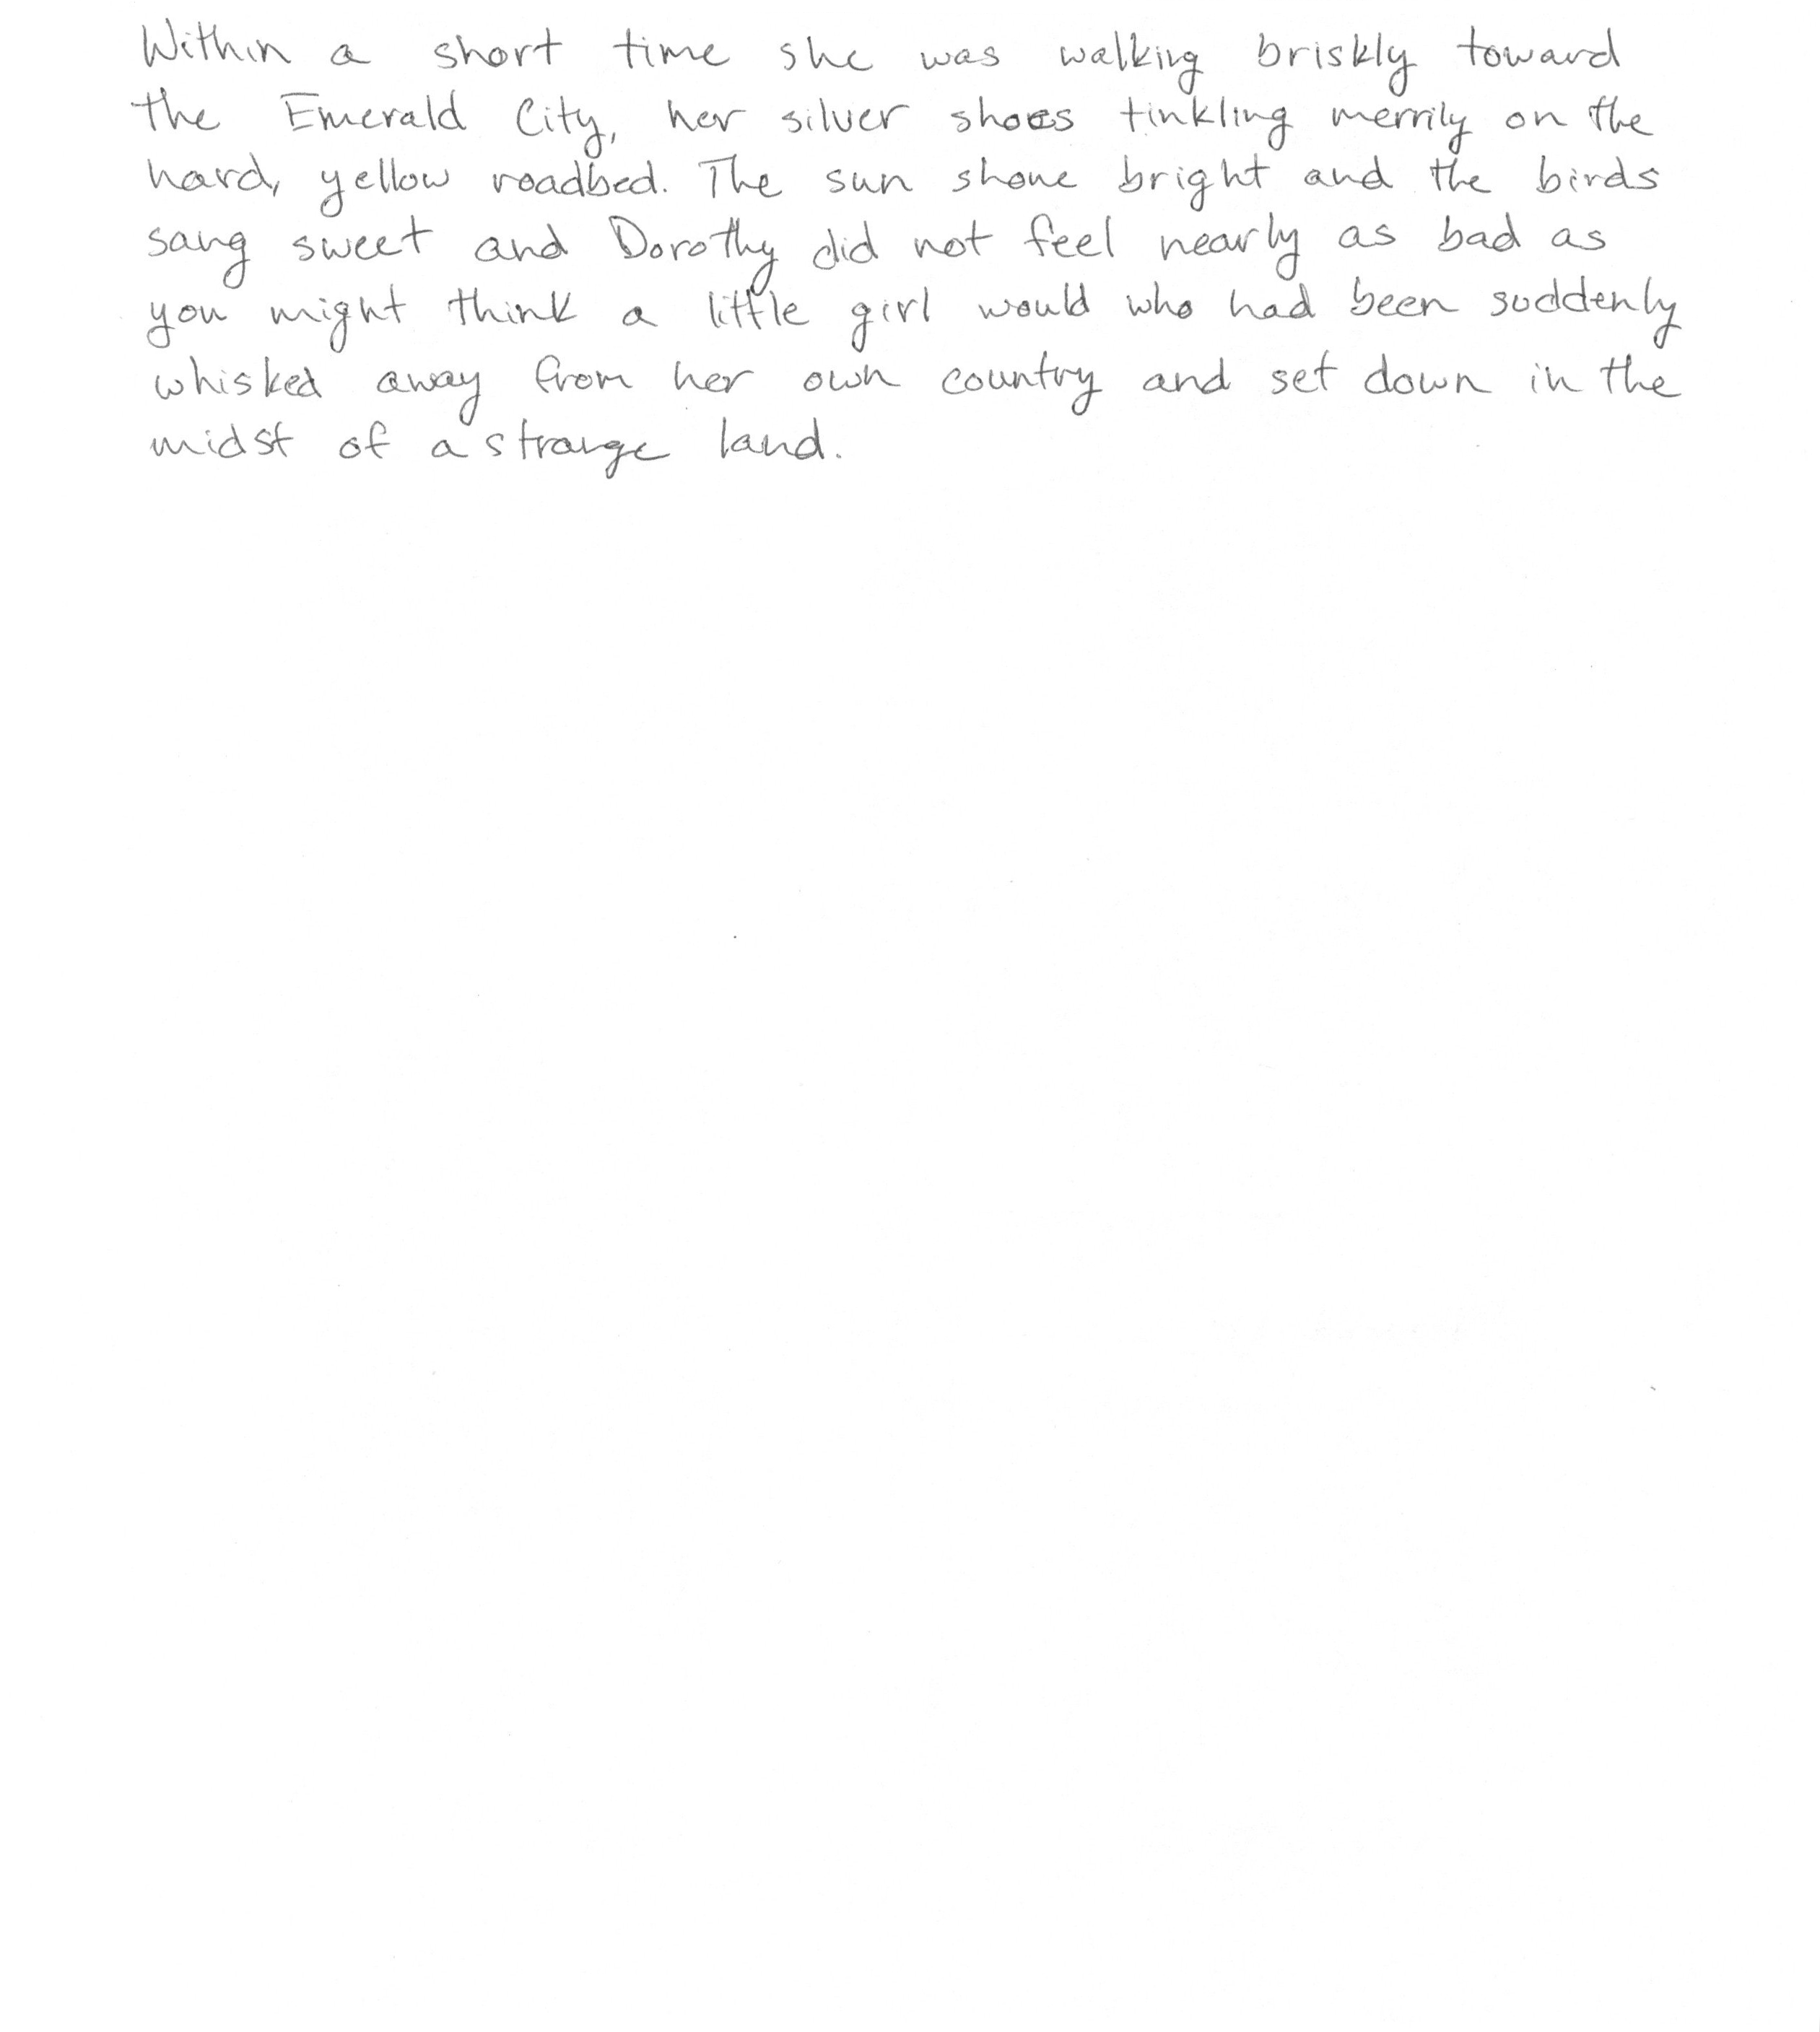 Within a short time she was walking briskly toward
the Emerald City, her silver shoes tinkling merrily on the
hard, yellow roadbed. The sun shone bright and the birds
sang sweet and Dorothy did not feel nearly as bad as
you might think a little girl would who had been suddenly
whisked away from her own country and set down in the
midst of a strange land.